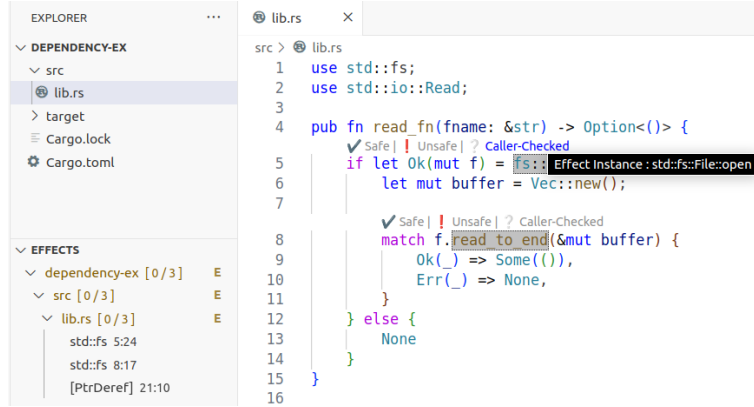 EXPLORER
DEPENDENCY-EX
src
lib.rs
target
Cargo.lock
Cargo.toml
EFFECTS
dependency-ex [0/3] E
src [0/3] E
lib.rs [0/3] E
std::fs 5:24
std::fs 8:17
[PtrDeref] 21:10
lib.rs
src > lib.rs
1 use std::fs;
2 use std::io::Read;
3
4 pub fn read_fn(fname: &str) -> Option<()> {
✔ Safe | ❗ Unsafe | ❔ Caller-Checked
5 if let Ok(mut f) = fs:: Effect Instance : std::fs::File::open
6 let mut buffer = Vec::new();
7
✔ Safe | ❗ Unsafe | ❔ Caller-Checked
8 match f.read_to_end(&mut buffer) {
9 Ok(_) => Some(()),
10 Err(_) => None,
11 }
12 } else {
13 None
14 }
15 }
16